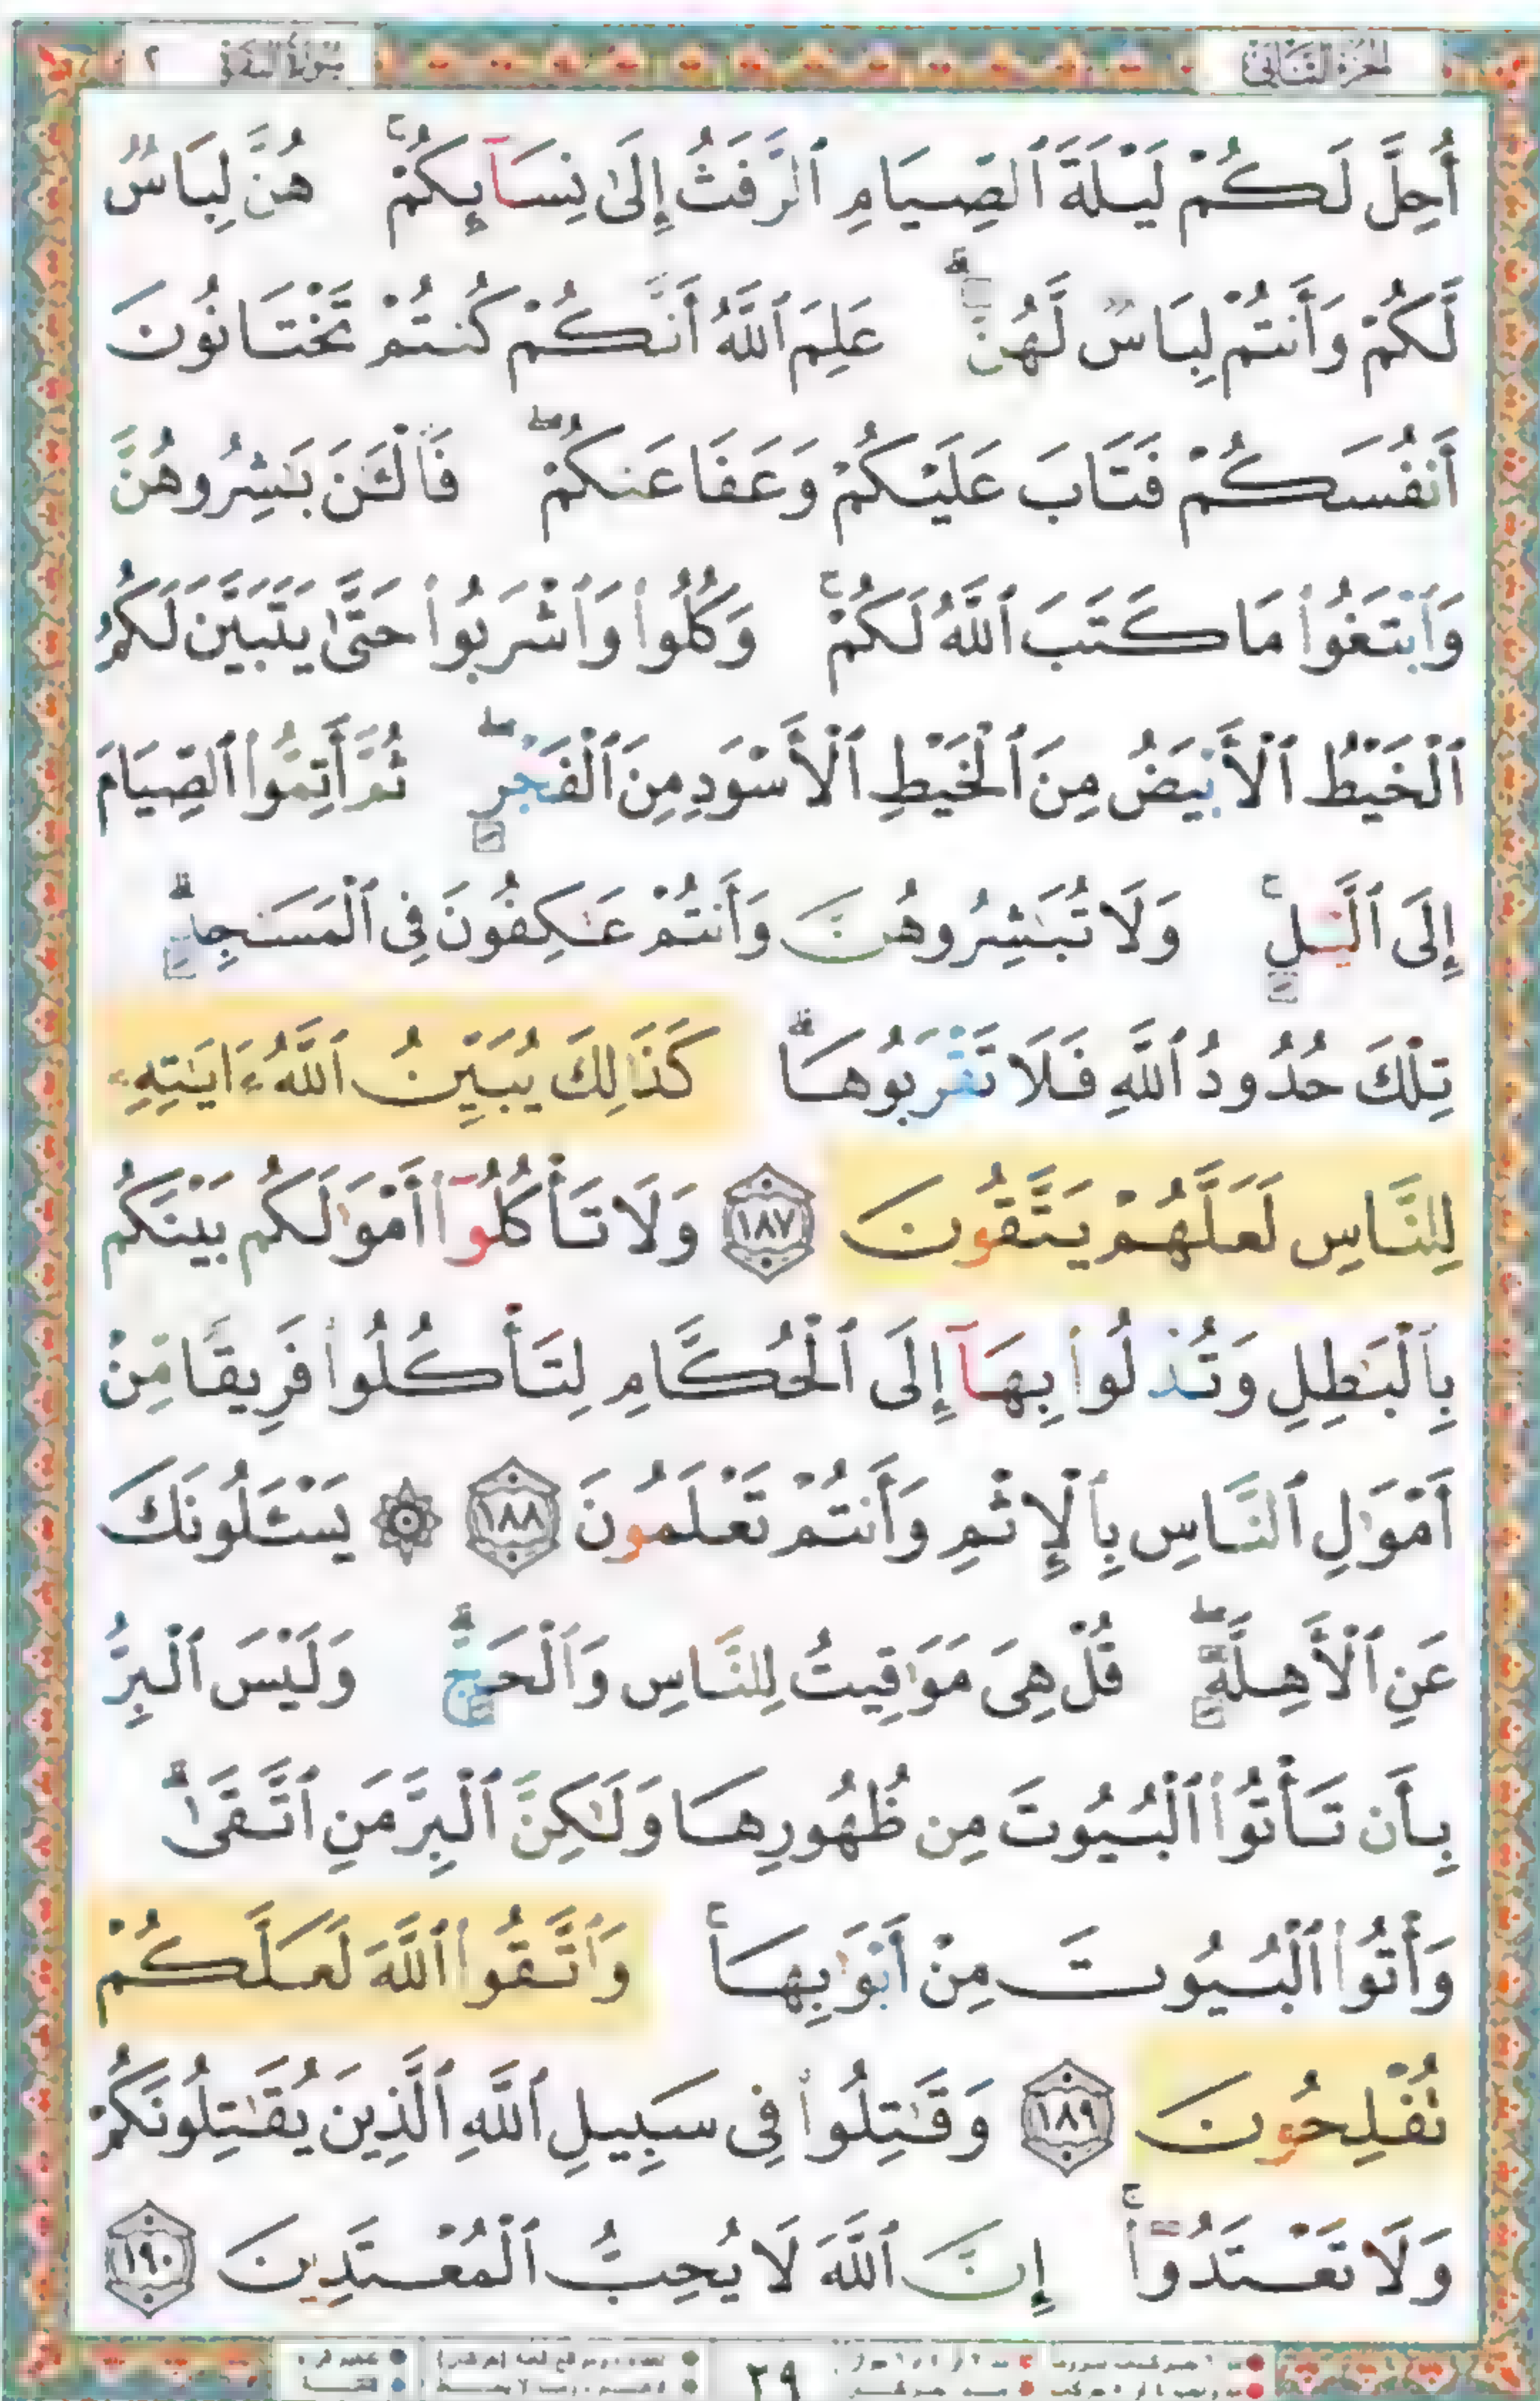 سورة البقرة ٢
الجزء الثاني
أُحِلَّ لَكُمْ لَيْلَةَ ٱلصِّيَامِ ٱلرَّفَثُ إِلَىٰ نِسَآئِكُمْ ۚ هُنَّ لِبَاسٌ
لَّكُمْ وَأَنتُمْ لِبَاسٌ لَّهُنَّ ۗ عَلِمَ ٱللَّهُ أَنَّكُمْ كُنتُمْ تَخْتَانُونَ
أَنفُسَكُمْ فَتَابَ عَلَيْكُمْ وَعَفَا عَنكُمْ ۖ فَٱلْـَٰٔنَ بَـٰشِرُوهُنَّ
وَٱبْتَغُوا۟ مَا كَتَبَ ٱللَّهُ لَكُمْ ۚ وَكُلُوا۟ وَٱشْرَبُوا۟ حَتَّىٰ يَتَبَيَّنَ لَكُمُ
ٱلْخَيْطُ ٱلْأَبْيَضُ مِنَ ٱلْخَيْطِ ٱلْأَسْوَدِ مِنَ ٱلْفَجْرِ ۖ ثُمَّ أَتِمُّوا۟ ٱلصِّيَامَ
إِلَى ٱلَّيْلِ ۚ وَلَا تُبَـٰشِرُوهُنَّ وَأَنتُمْ عَـٰكِفُونَ فِى ٱلْمَسَـٰجِدِ ۗ
تِلْكَ حُدُودُ ٱللَّهِ فَلَا تَقْرَبُوهَا ۗ كَذَٰلِكَ يُبَيِّنُ ٱللَّهُ ءَايَـٰتِهِۦ
لِلنَّاسِ لَعَلَّهُمْ يَتَّقُونَ ١٨٧ وَلَا تَأْكُلُوٓا۟ أَمْوَٰلَكُم بَيْنَكُم
بِٱلْبَـٰطِلِ وَتُدْلُوا۟ بِهَآ إِلَى ٱلْحُكَّامِ لِتَأْكُلُوا۟ فَرِيقًا مِّنْ
أَمْوَٰلِ ٱلنَّاسِ بِٱلْإِثْمِ وَأَنتُمْ تَعْلَمُونَ ١٨٨ ۞ يَسْـَٔلُونَكَ
عَنِ ٱلْأَهِلَّةِ ۖ قُلْ هِىَ مَوَٰقِيتُ لِلنَّاسِ وَٱلْحَجِّ ۗ وَلَيْسَ ٱلْبِرُّ
بِأَن تَأْتُوا۟ ٱلْبُيُوتَ مِن ظُهُورِهَا وَلَـٰكِنَّ ٱلْبِرَّ مَنِ ٱتَّقَىٰ ۗ
وَأْتُوا۟ ٱلْبُيُوتَ مِنْ أَبْوَٰبِهَا ۚ وَٱتَّقُوا۟ ٱللَّهَ لَعَلَّكُمْ
تُفْلِحُونَ ١٨٩ وَقَـٰتِلُوا۟ فِى سَبِيلِ ٱللَّهِ ٱلَّذِينَ يُقَـٰتِلُونَكُمْ
وَلَا تَعْتَدُوٓا۟ ۚ إِنَّ ٱللَّهَ لَا يُحِبُّ ٱلْمُعْتَدِينَ ١٩٠
٢٩